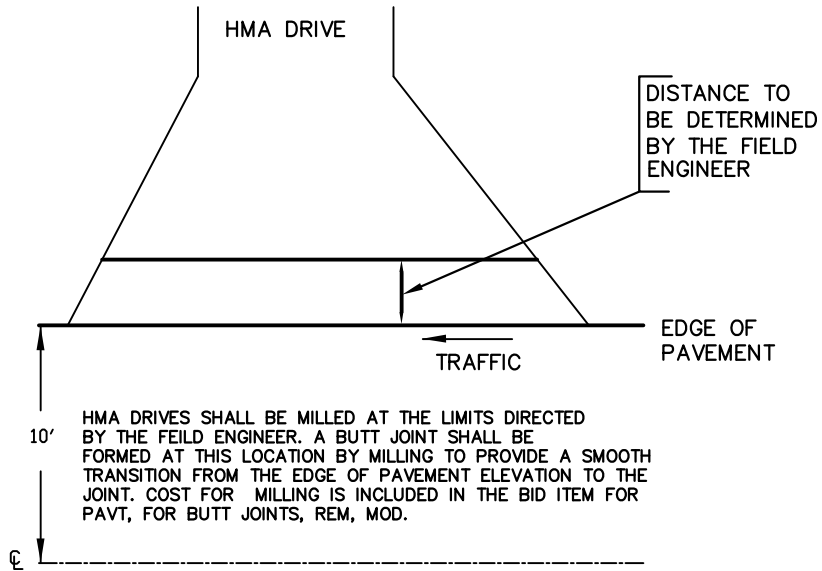 HMA DRIVE
DISTANCE TO
BE DETERMINED
BY THE FIELD
ENGINEER
EDGE OF
PAVEMENT
TRAFFIC
10'
HMA DRIVES SHALL BE MILLED AT THE LIMITS DIRECTED
BY THE FEILD ENGINEER. A BUTT JOINT SHALL BE
FORMED AT THIS LOCATION BY MILLING TO PROVIDE A SMOOTH
TRANSITION FROM THE EDGE OF PAVEMENT ELEVATION TO THE
JOINT. COST FOR MILLING IS INCLUDED IN THE BID ITEM FOR
PAVT, FOR BUTT JOINTS, REM, MOD.
℄